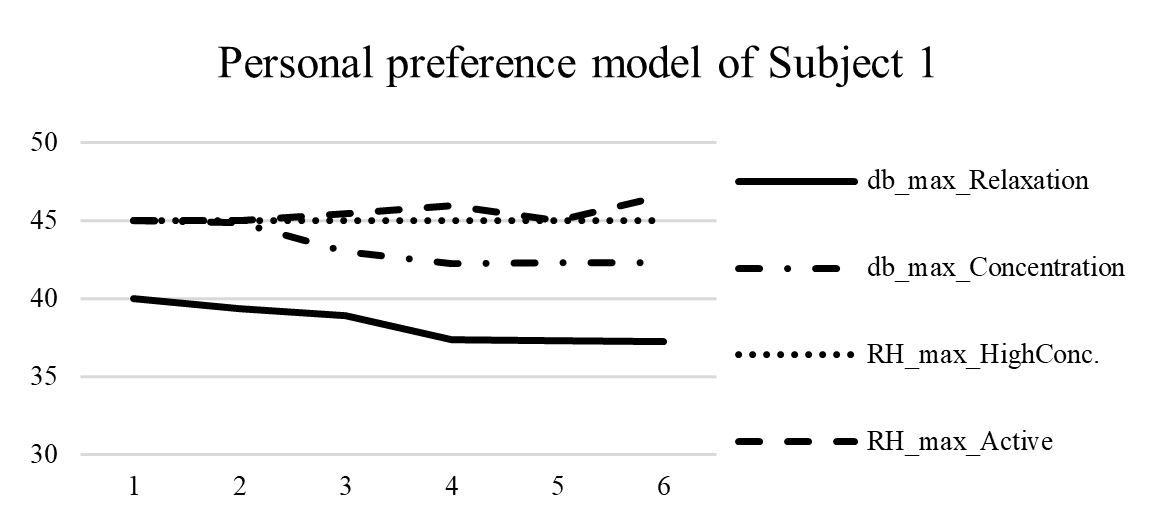 Personal preference model of Subject 1
50
45
40
35
30
1 2 3 4 5 6
db_max_Relaxation
db_max_Concentration
RH_max_HighConc.
RH_max_Active